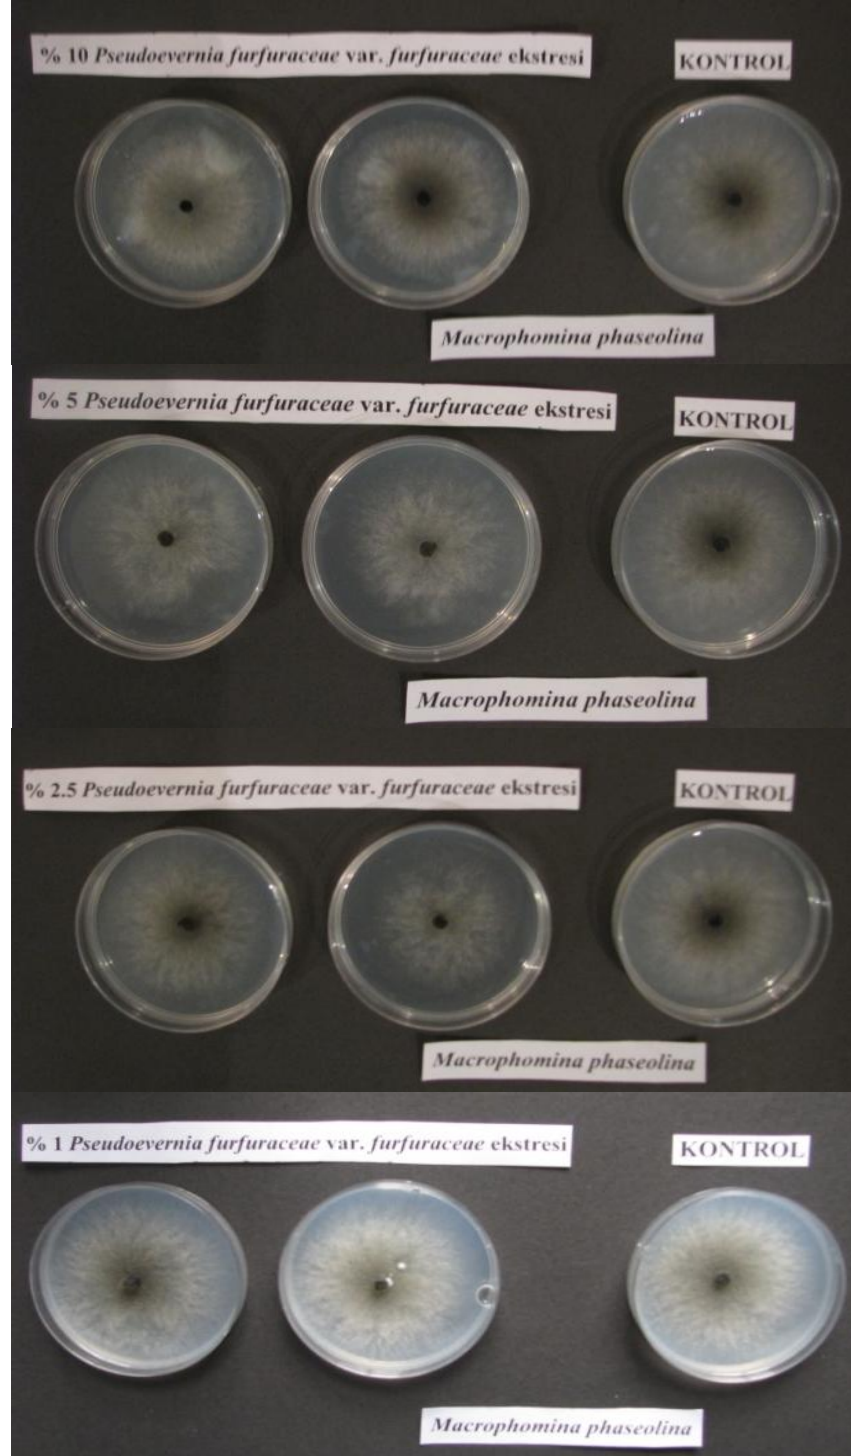 % 10 Pseudoevernia furfuraceae var. furfuraceae ekstresi
KONTROL
Macrophomina phaseolina
% 5 Pseudoevernia furfuraceae var. furfuraceae ekstresi
KONTROL
Macrophomina phaseolina
% 2.5 Pseudoevernia furfuraceae var. furfuraceae ekstresi
KONTROL
Macrophomina phaseolina
% 1 Pseudoevernia furfuraceae var. furfuraceae ekstresi
KONTROL
Macrophomina phaseolina